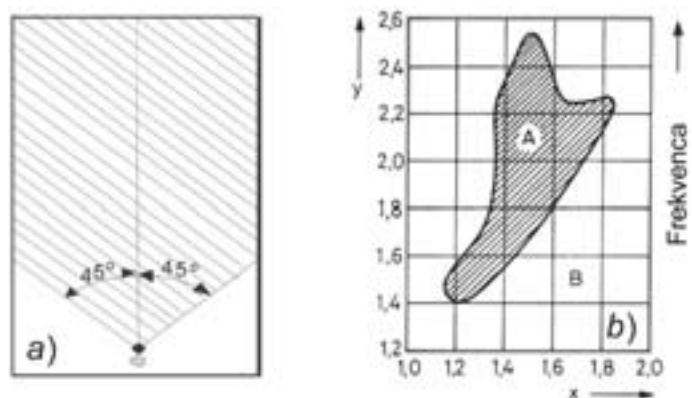 45° 45°
a)
2,6
2,4
y
2,2
2,0
1,8
1,6
1,4
1,2
A
B
b)
1,0 1,2 1,4 1,6 1,8 2,0
x
Frekvenca